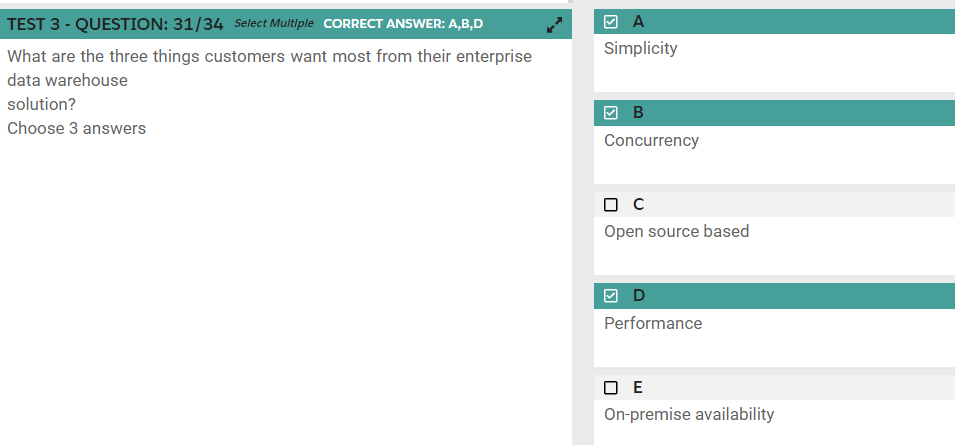 TEST 3 - QUESTION: 31/34 Select Multiple CORRECT ANSWER: A,B,D
What are the three things customers want most from their enterprise
data warehouse
solution?
Choose 3 answers
A
Simplicity
B
Concurrency
C
Open source based
D
Performance
E
On-premise availability